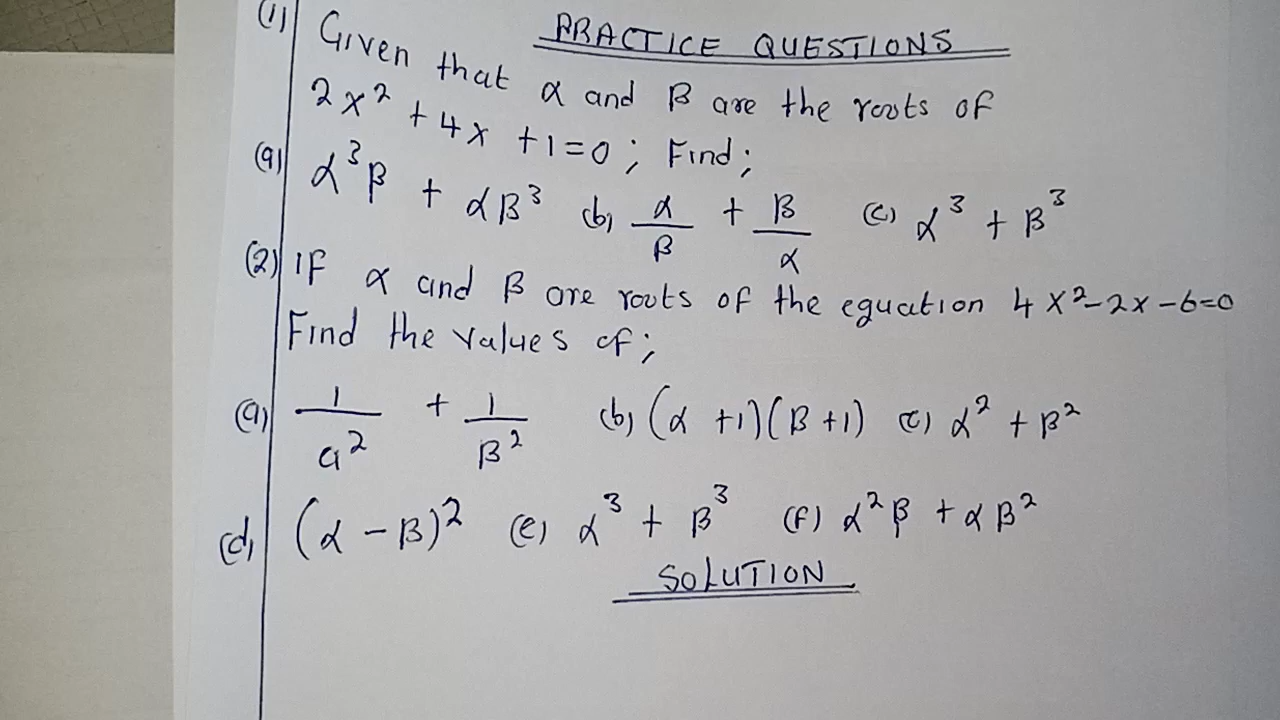 PRACTICE QUESTIONS
(1) Given that α and β are the roots of
2x² + 4x + 1 = 0; Find;
(a) α³β + αβ³ (b) α/β + β/α (c) α³ + β³
(2) If α and β are roots of the equation 4x² - 2x - 6 = 0
Find the values of;
(a) 1/α² + 1/β² (b) (α + 1)(β + 1) (c) α² + β²
(d) (α - β)² (e) α³ + β³ (f) α²β + αβ²
SOLUTION